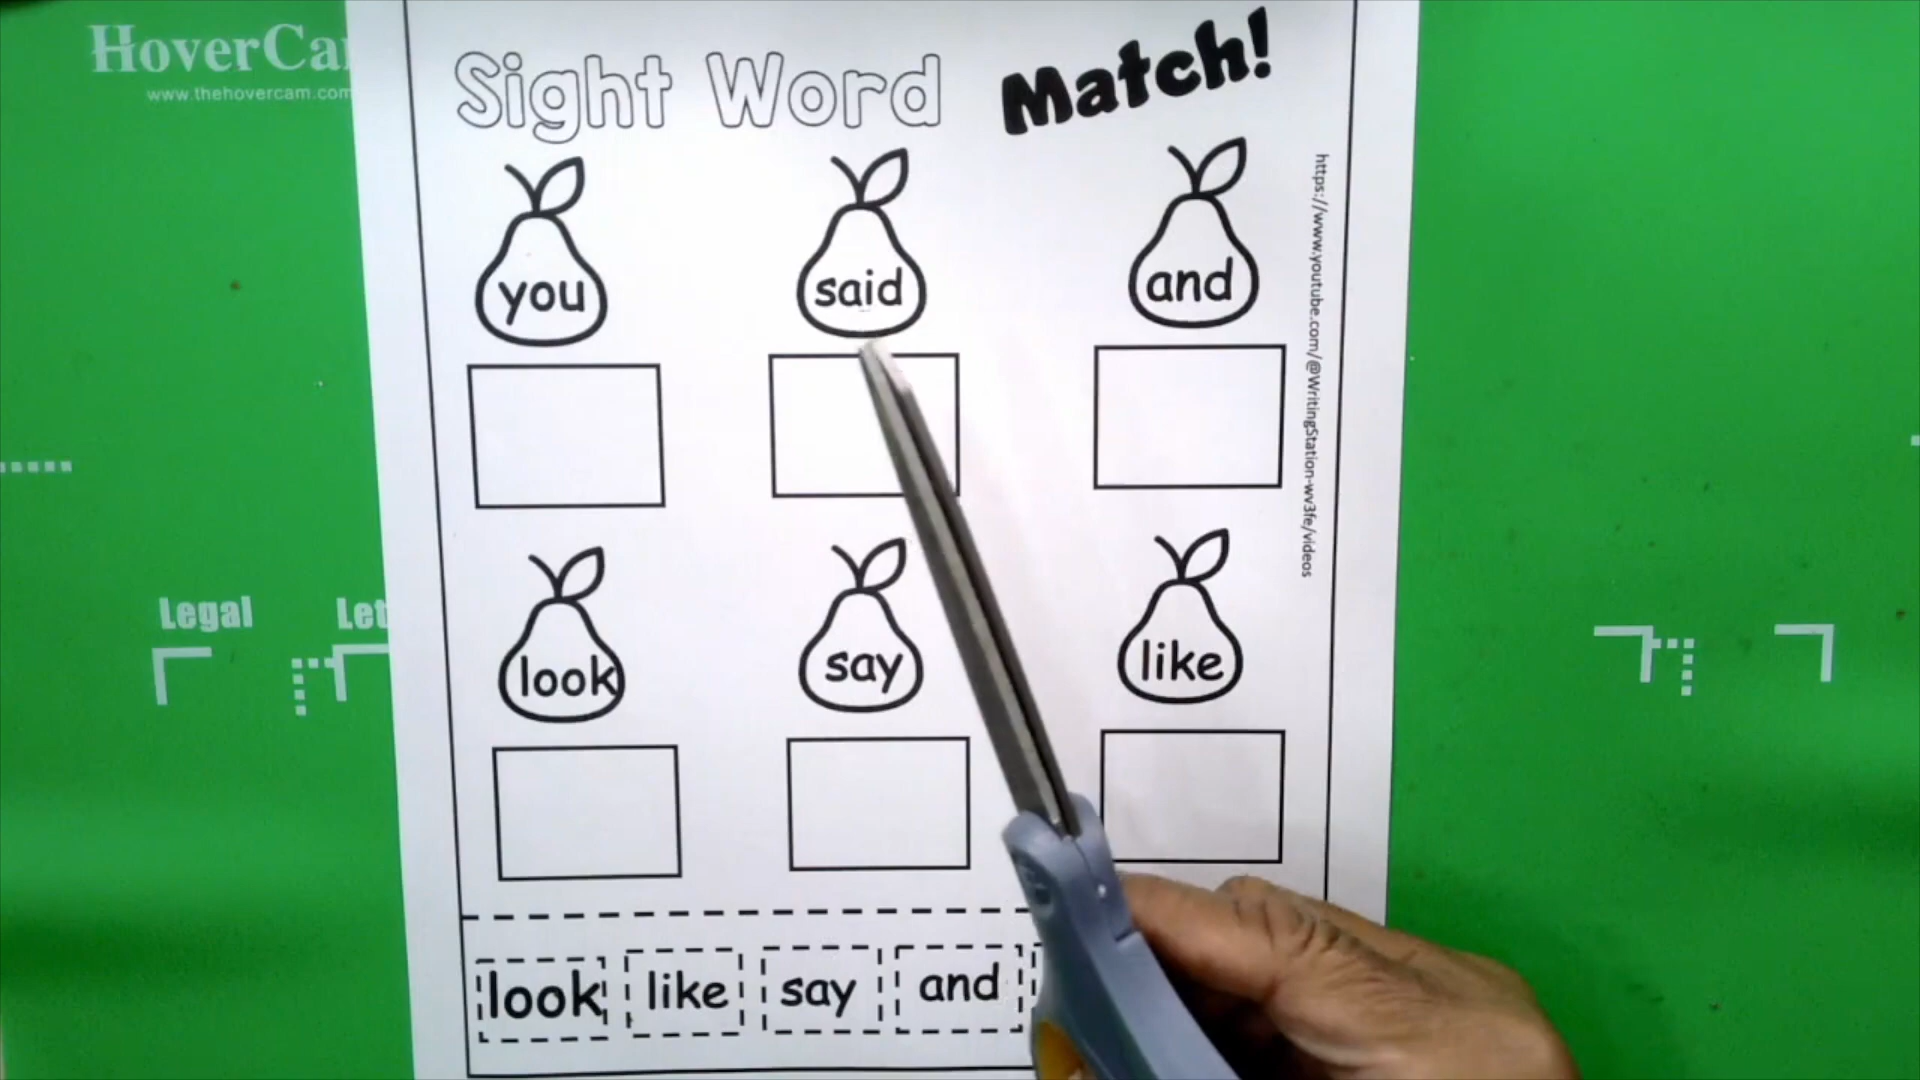 HoverCa
www.thehovercam.com
Sight Word Match!
you said and
https://www.youtube.com/@WritingStation-wv3fe/videos
look say like
Legal Let
look like say and